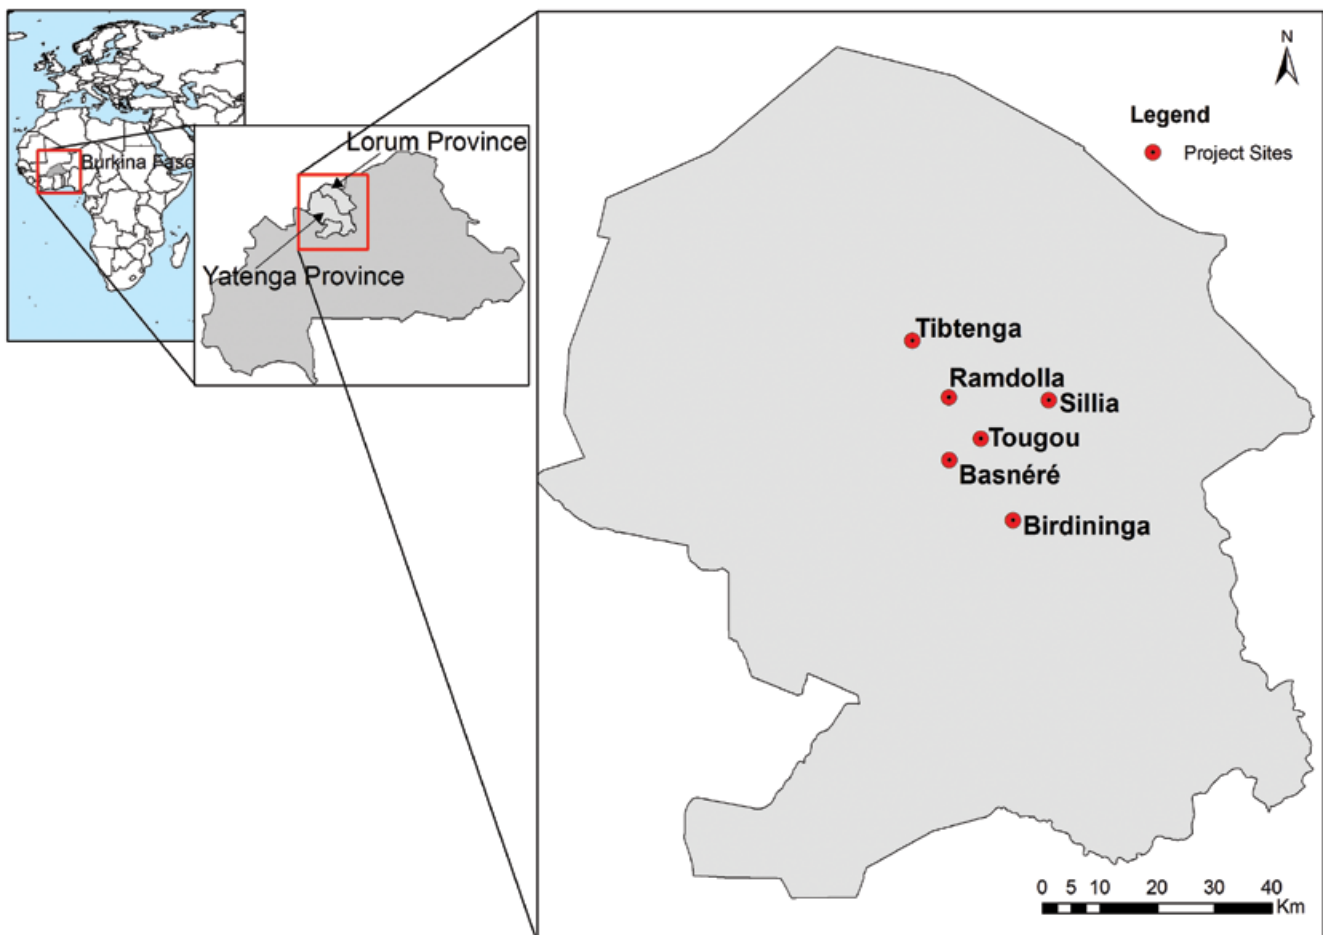 Burkina Faso
Lorum Province
Yatenga Province
N
Legend
Project Sites
Tibtenga
Ramdolla
Sillia
Tougou
Basnéré
Birdininga
0 5 10 20 30 40
Km